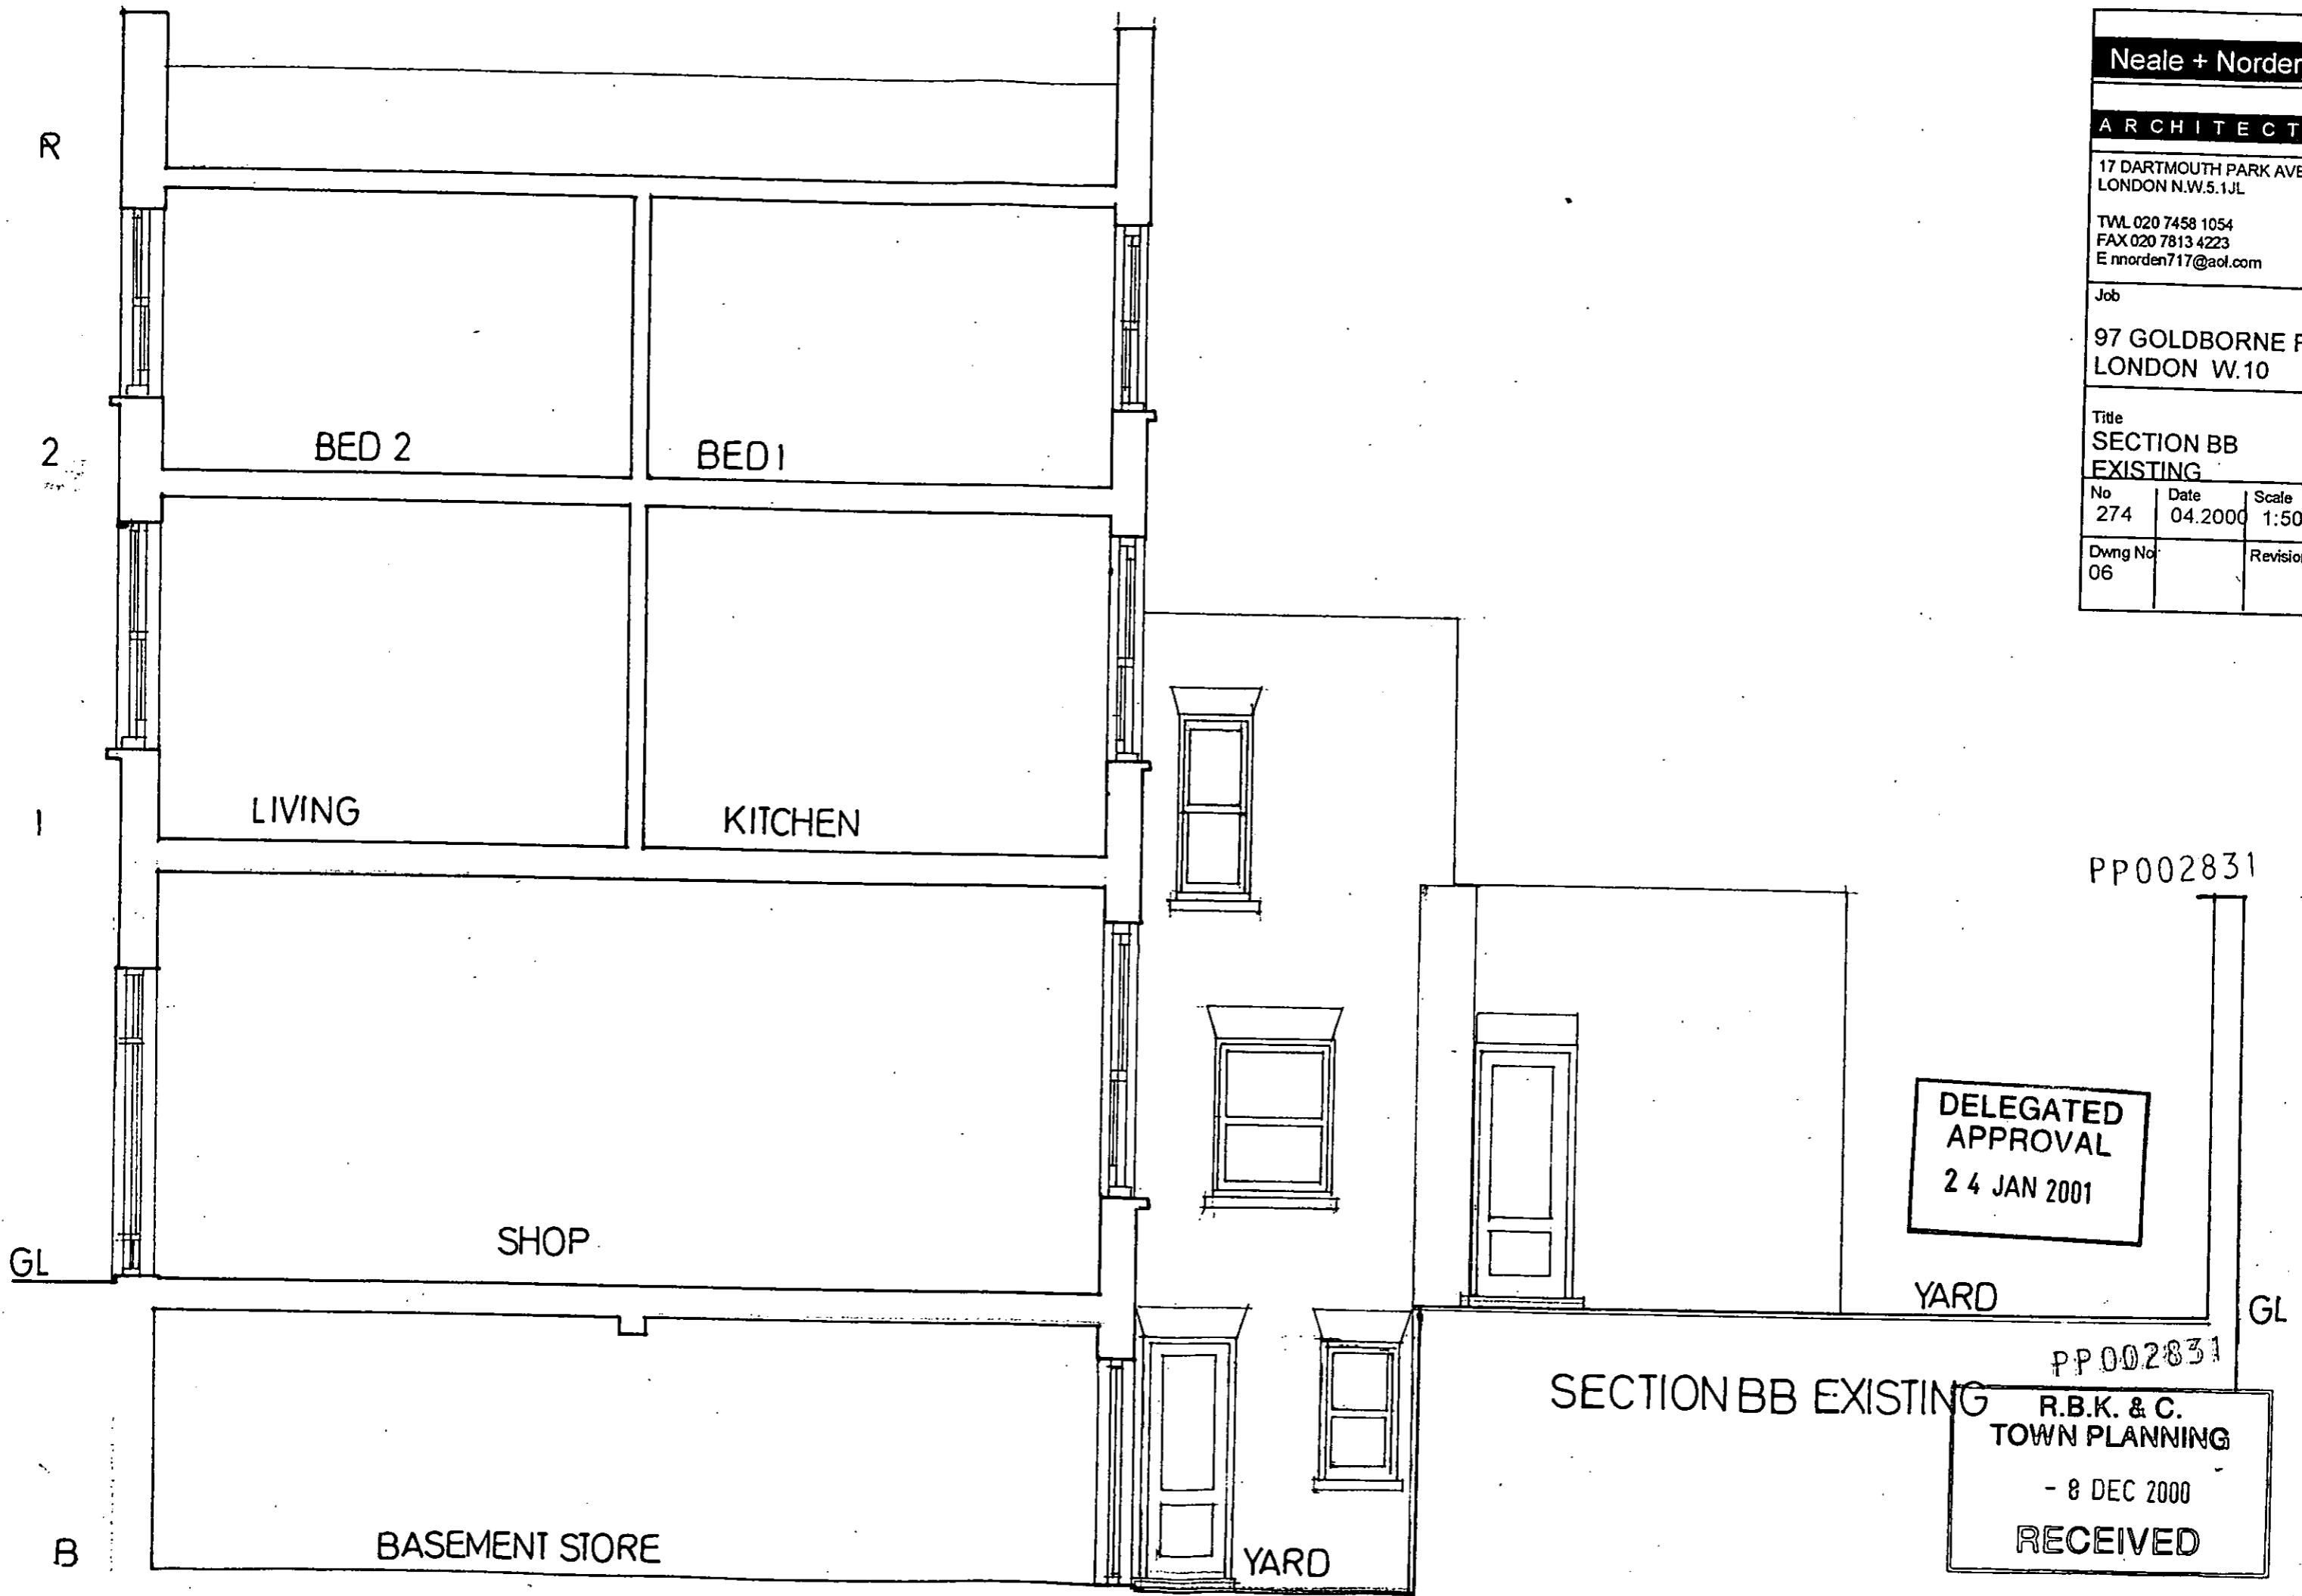 Neale + Norden
ARCHITECT
17 DARTMOUTH PARK AVE
LONDON N.W.5.1JL
TWL 020 7458 1054
FAX 020 7813 4223
E nnorden717@aol.com
Job
97 GOLDBORNE R
LONDON W.10
Title
SECTION BB
EXISTING
No
274
Date
04.2000
Scale
1:50
Dwng No
06
Revision
R
2
BED 2
BED 1
1
LIVING
KITCHEN
PP002831
DELEGATED
APPROVAL
24 JAN 2001
SHOP
GL
YARD
GL
PP002831
SECTION BB EXISTING
R.B.K. & C.
TOWN PLANNING
- 8 DEC 2000
RECEIVED
B
BASEMENT STORE
YARD